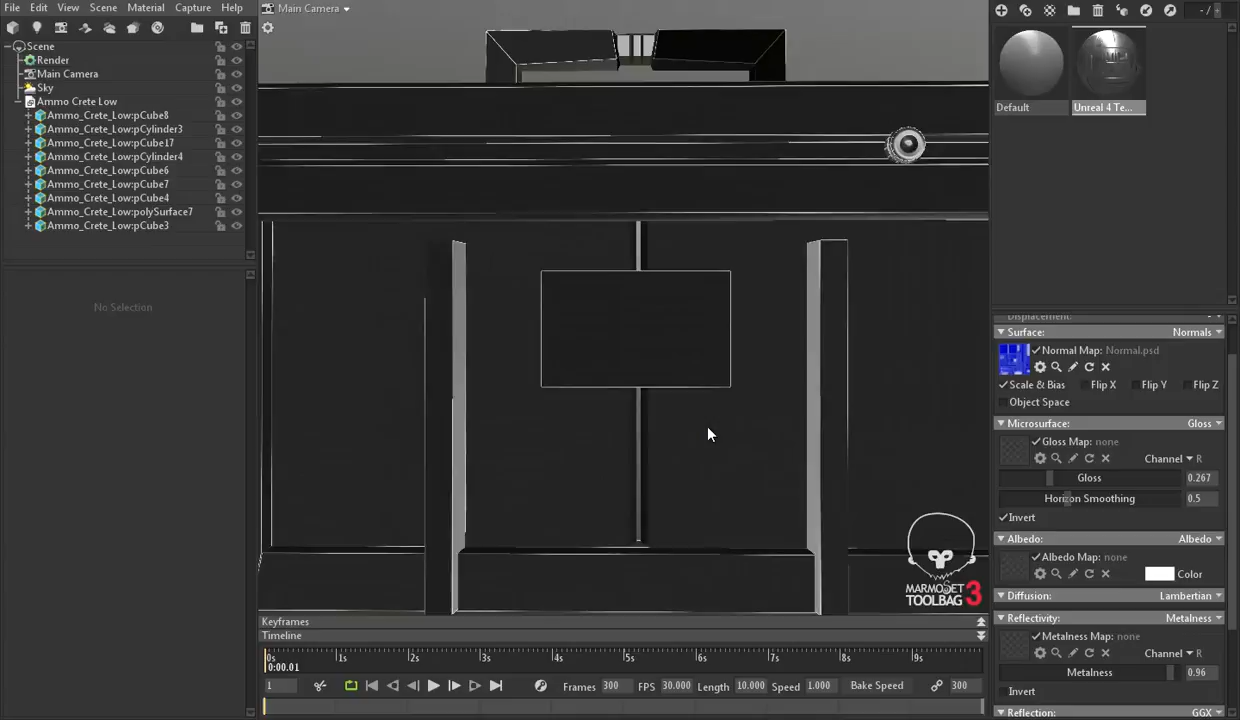 File Edit View Scene Material Capture Help
Scene
Render
Main Camera
Sky
Ammo Crete Low
Ammo_Crete_Low:pCube8
Ammo_Crete_Low:pCylinder3
Ammo_Crete_Low:pCube17
Ammo_Crete_Low:pCylinder4
Ammo_Crete_Low:pCube6
Ammo_Crete_Low:pCube7
Ammo_Crete_Low:pCube4
Ammo_Crete_Low:polySurface7
Ammo_Crete_Low:pCube3
No Selection
Main Camera
MARMOSET
TOOLBAG 3
Keyframes
Timeline
0s 1s 2s 3s 4s 5s 6s 7s 8s 9s
0:00.01
1 Frames 300 FPS 30.000 Length 10.000 Speed 1.000 Bake Speed 300
- / +
Default Unreal 4 Te...
Displacement:
Surface: Normals
Normal Map: Normal.psd
Scale & Bias Flip X Flip Y Flip Z
Object Space
Microsurface: Gloss
Gloss Map: none
Channel R
Gloss 0.267
Horizon Smoothing 0.5
Invert
Albedo: Albedo
Albedo Map: none
Color
Diffusion: Lambertian
Reflectivity: Metalness
Metalness Map: none
Channel R
Metalness 0.96
Invert
Reflection: GGX